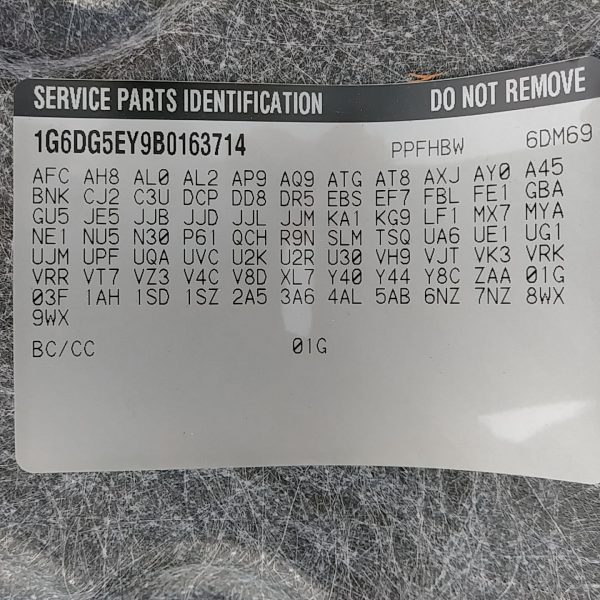 SERVICE PARTS IDENTIFICATION DO NOT REMOVE
1G6DG5EY9B0163714 PPFHBW 6DM69
AFC AH8 AL0 AL2 AP9 AQ9 ATG AT8 AXJ AY0 A45
BNK CJ2 C3U DCP DD8 DR5 EBS EF7 FBL FE1 GBA
GU5 JE5 JJB JJD JJL JJM KA1 KG9 LF1 MX7 MYA
NE1 NU5 N30 P61 QCH R9N SLM TSQ UA6 UE1 UG1
UJM UPF UQA UVC U2K U2R U30 VH9 VJT VK3 VRK
VRR VT7 VZ3 V4C V8D XL7 Y40 Y44 Y8C ZAA 01G
03F 1AH 1SD 1SZ 2A5 3A6 4AL 5AB 6NZ 7NZ 8WX
9WX
BC/CC 01G